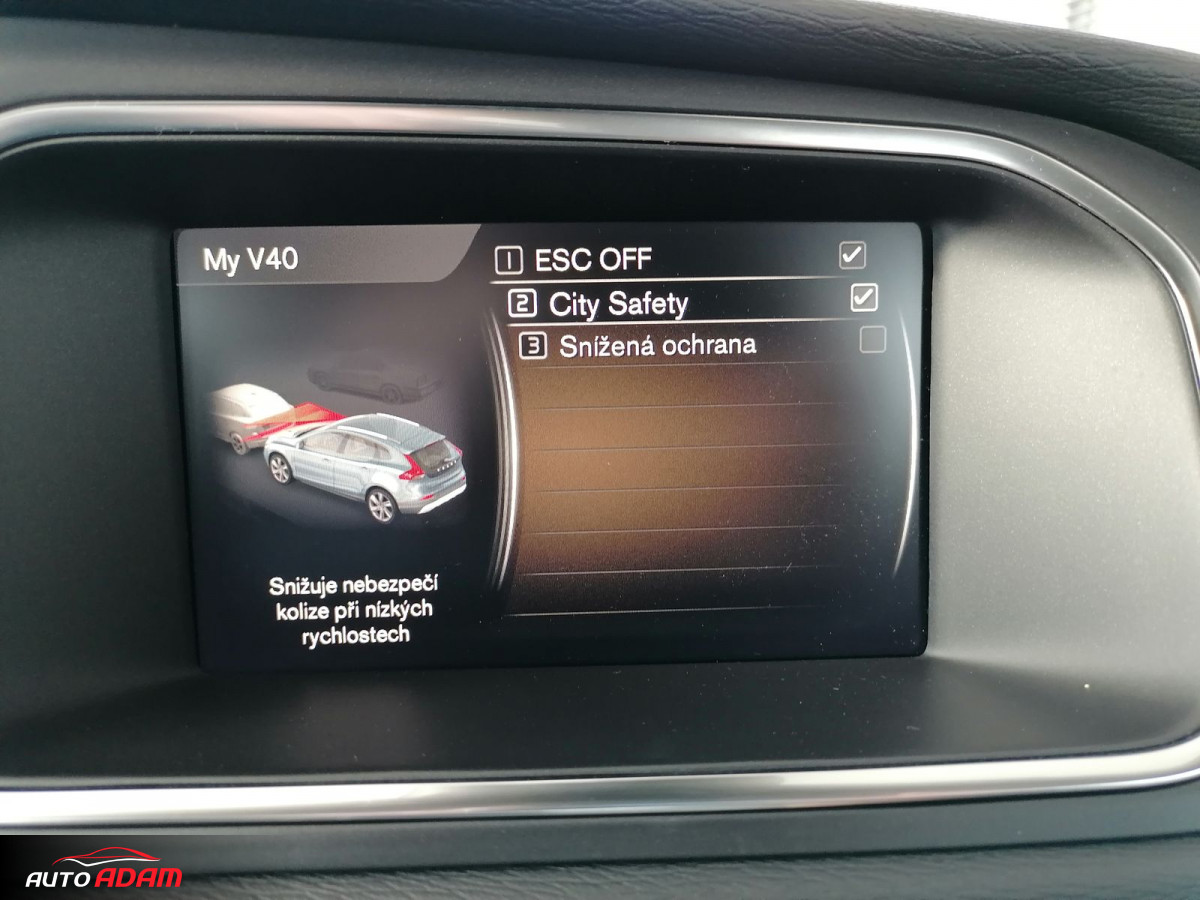 My V40
1 ESC OFF
2 City Safety
3 Snížená ochrana
Snižuje nebezpečí
kolize při nízkých
rychlostech
AUTO ADAM